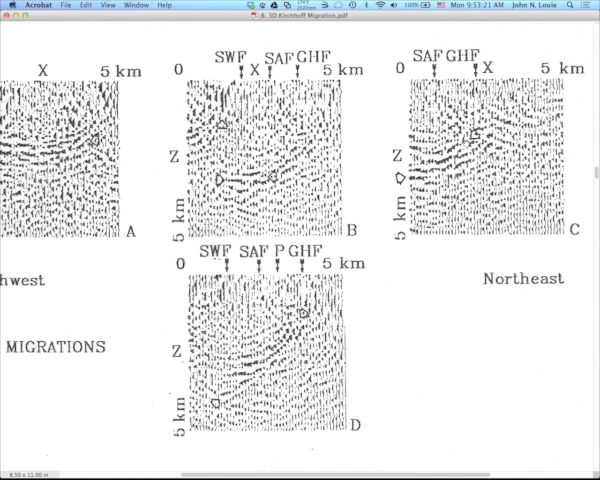 Acrobat File Edit View Window Help
100% Mon 9:53:21 AM John N. Louie
8. 3D Kirchhoff Migration.pdf
X 5 km
A
SWF SAF GHF
0 X 5 km
Z
5 km
B
SAF GHF
0 X 5 km
Z
5 km
C
hwest
Northeast
MIGRATIONS
SWF SAF P GHF
0 5 km
Z
5 km
D
8.50 x 11.00 in